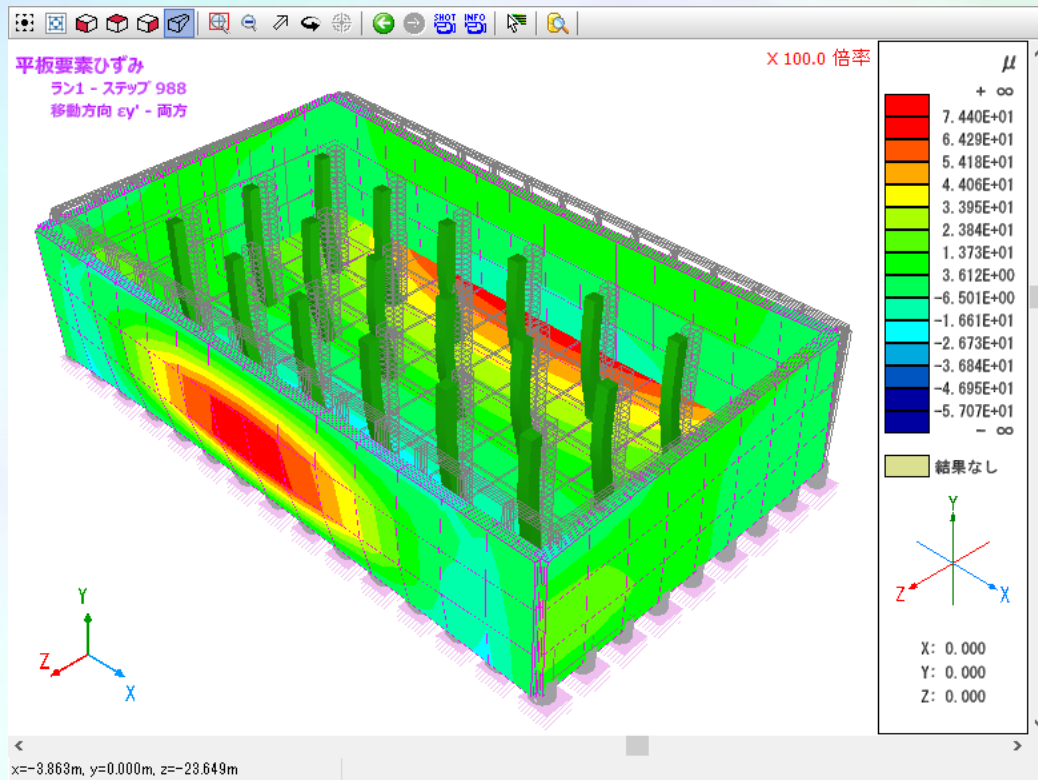 SHOT INFO
平板要素ひずみ
ラン1 - ステップ 988
移動方向 εy' - 両方
X 100.0 倍率
μ
+ ∞
7.440E+01
6.429E+01
5.418E+01
4.406E+01
3.395E+01
2.384E+01
1.373E+01
3.612E+00
-6.501E+00
-1.661E+01
-2.673E+01
-3.684E+01
-4.695E+01
-5.707E+01
- ∞
結果なし
Y
Z
X
X: 0.000
Y: 0.000
Z: 0.000
Y
Z
X
x=-3.863m, y=0.000m, z=-23.649m